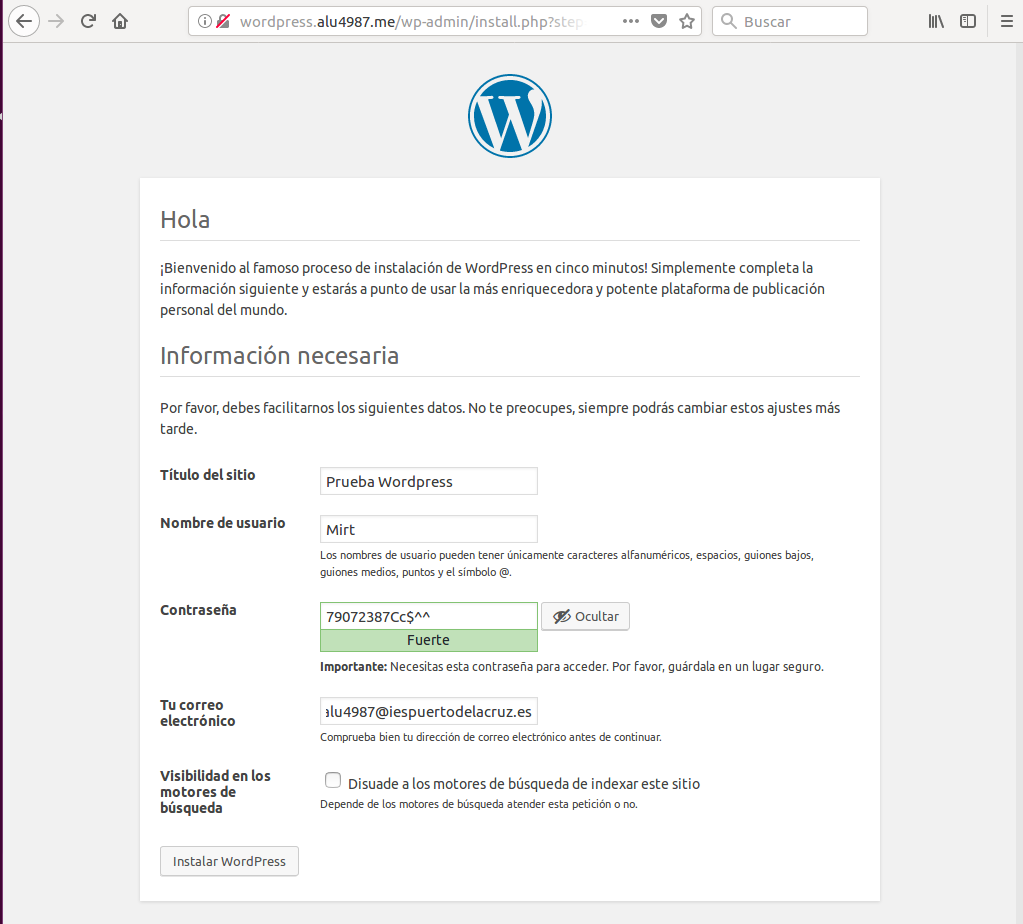 wordpress.alu4987.me/wp-admin/install.php?step
Buscar
Hola
¡Bienvenido al famoso proceso de instalación de WordPress en cinco minutos! Simplemente completa la
información siguiente y estarás a punto de usar la más enriquecedora y potente plataforma de publicación
personal del mundo.
Información necesaria
Por favor, debes facilitarnos los siguientes datos. No te preocupes, siempre podrás cambiar estos ajustes más
tarde.
Título del sitio
Prueba Wordpress
Nombre de usuario
Mirt
Los nombres de usuario pueden tener únicamente caracteres alfanuméricos, espacios, guiones bajos,
guiones medios, puntos y el símbolo @.
Contraseña
79072387Cc$^^
Ocultar
Fuerte
Importante: Necesitas esta contraseña para acceder. Por favor, guárdala en un lugar seguro.
Tu correo
electrónico
alu4987@iespuertodelacruz.es
Comprueba bien tu dirección de correo electrónico antes de continuar.
Visibilidad en los
motores de
búsqueda
Disuade a los motores de búsqueda de indexar este sitio
Depende de los motores de búsqueda atender esta petición o no.
Instalar WordPress